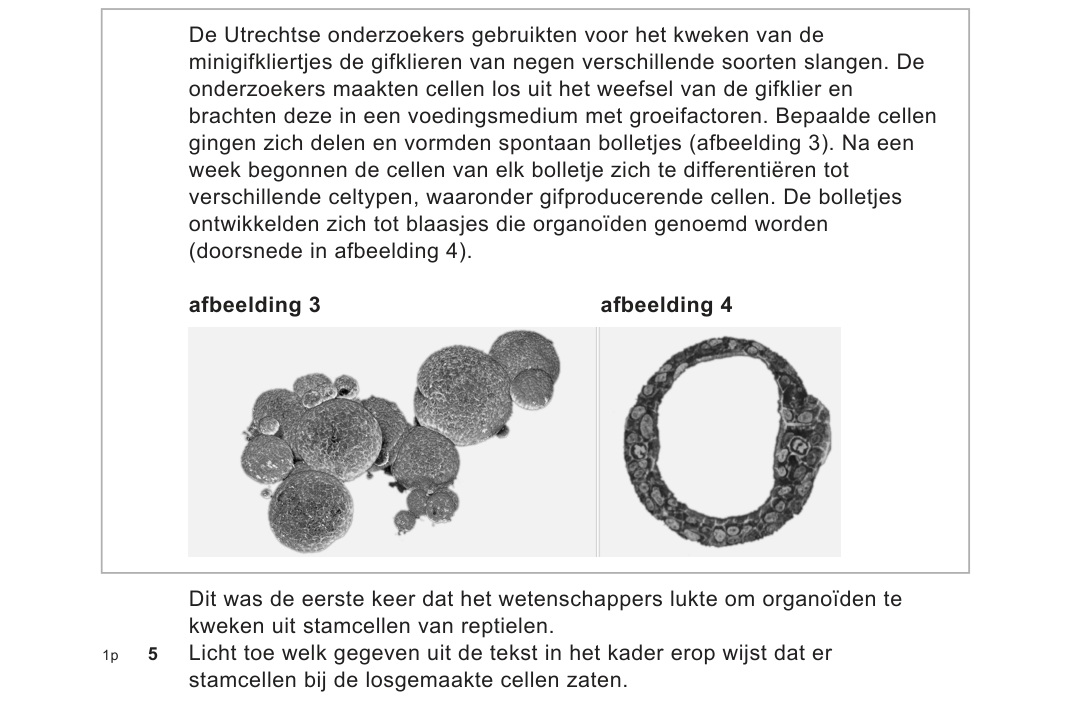 De Utrechtse onderzoekers gebruikten voor het kweken van de
minigifkliertjes de gifklieren van negen verschillende soorten slangen. De
onderzoekers maakten cellen los uit het weefsel van de gifklier en
brachten deze in een voedingsmedium met groeifactoren. Bepaalde cellen
gingen zich delen en vormden spontaan bolletjes (afbeelding 3). Na een
week begonnen de cellen van elk bolletje zich te differentiëren tot
verschillende celtypen, waaronder gifproducerende cellen. De bolletjes
ontwikkelden zich tot blaasjes die organoïden genoemd worden
(doorsnede in afbeelding 4).
afbeelding 3 afbeelding 4
Dit was de eerste keer dat het wetenschappers lukte om organoïden te
kweken uit stamcellen van reptielen.
1p 5 Licht toe welk gegeven uit de tekst in het kader erop wijst dat er
stamcellen bij de losgemaakte cellen zaten.